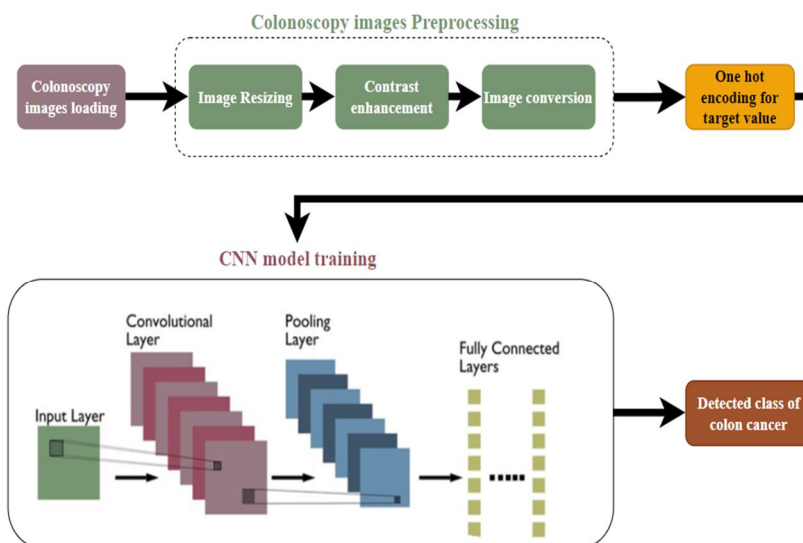 Colonoscopy images Preprocessing
Colonoscopy
images loading
Image Resizing
Contrast
enhancement
Image conversion
One hot
encoding for
target value
CNN model training
Convolutional
Layer
Pooling
Layer
Fully Connected
Layers
Input Layer
Detected class of
colon cancer